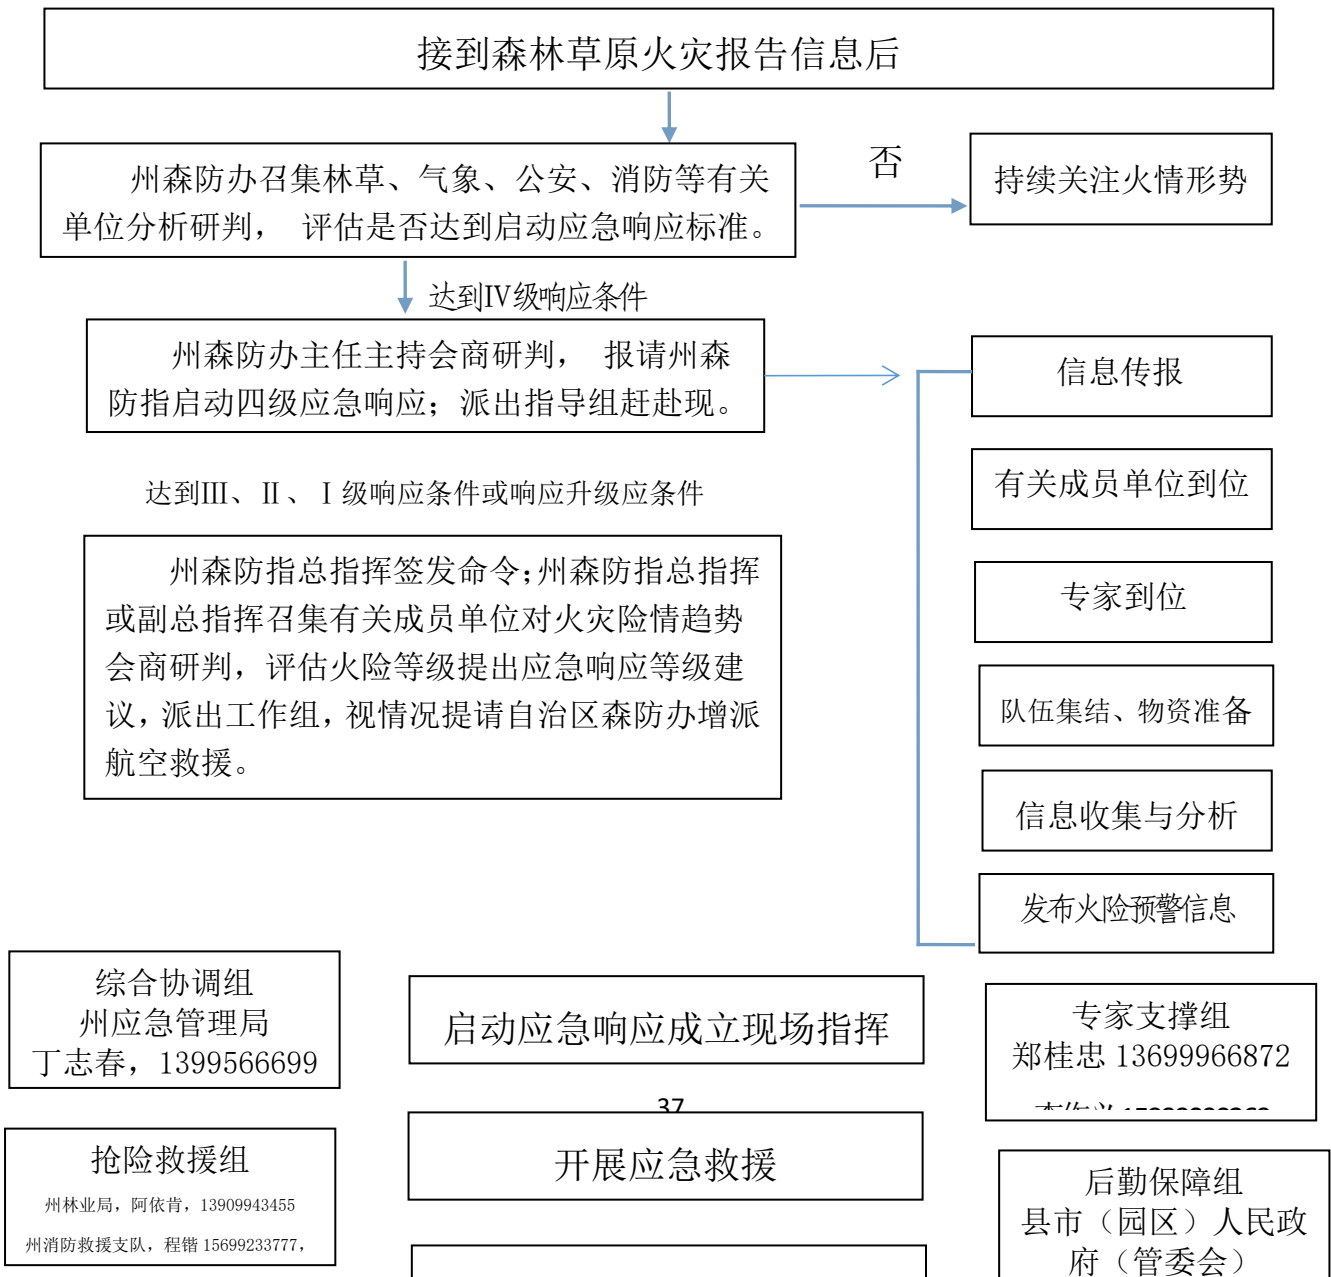 接到森林草原火灾报告信息后
州森防办召集林草、气象、公安、消防等有关
单位分析研判， 评估是否达到启动应急响应标准。
否
持续关注火情形势
达到Ⅳ级响应条件
州森防办主任主持会商研判， 报请州森
防指启动四级应急响应；派出指导组赶赴现。
信息传报
有关成员单位到位
专家到位
队伍集结、物资准备
信息收集与分析
发布火险预警信息
达到Ⅲ、Ⅱ、Ⅰ级响应条件或响应升级应条件
州森防指总指挥签发命令;州森防指总指挥
或副总指挥召集有关成员单位对火灾险情趋势
会商研判，评估火险等级提出应急响应等级建
议，派出工作组，视情况提请自治区森防办增派
航空救援。
综合协调组
州应急管理局
丁志春，1399566699
启动应急响应成立现场指挥
专家支撑组
郑桂忠 13699966872
37
抢险救援组
州林业局，阿依肯，13909943455
州消防救援支队，程锴 15699233777，
开展应急救援
后勤保障组
县市（园区）人民政
府（管委会）